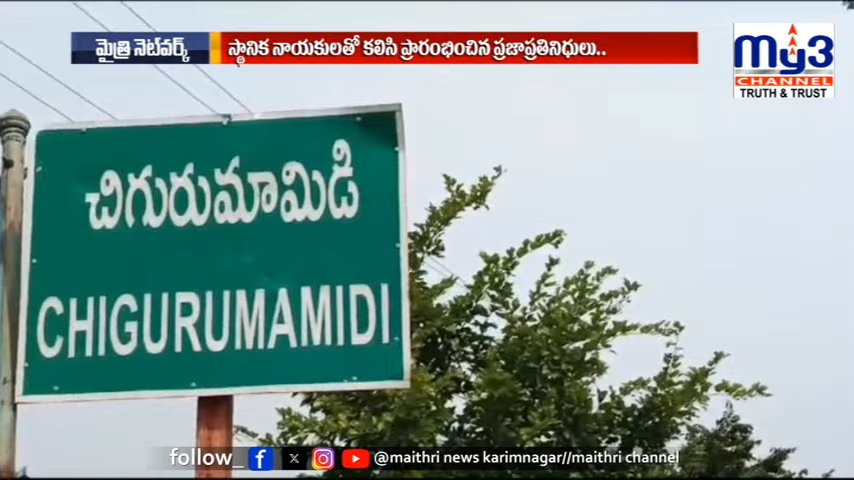 మైత్రి నెట్‌వర్క్ స్థానిక నాయకులతో కలిసి ప్రారంభించిన ప్రజాప్రతినిధులు..
My3
CHANNEL
TRUTH & TRUST
చిగురుమామిడి
CHIGURUMAMIDI
follow_ @maithri news karimnagar//maithri channel